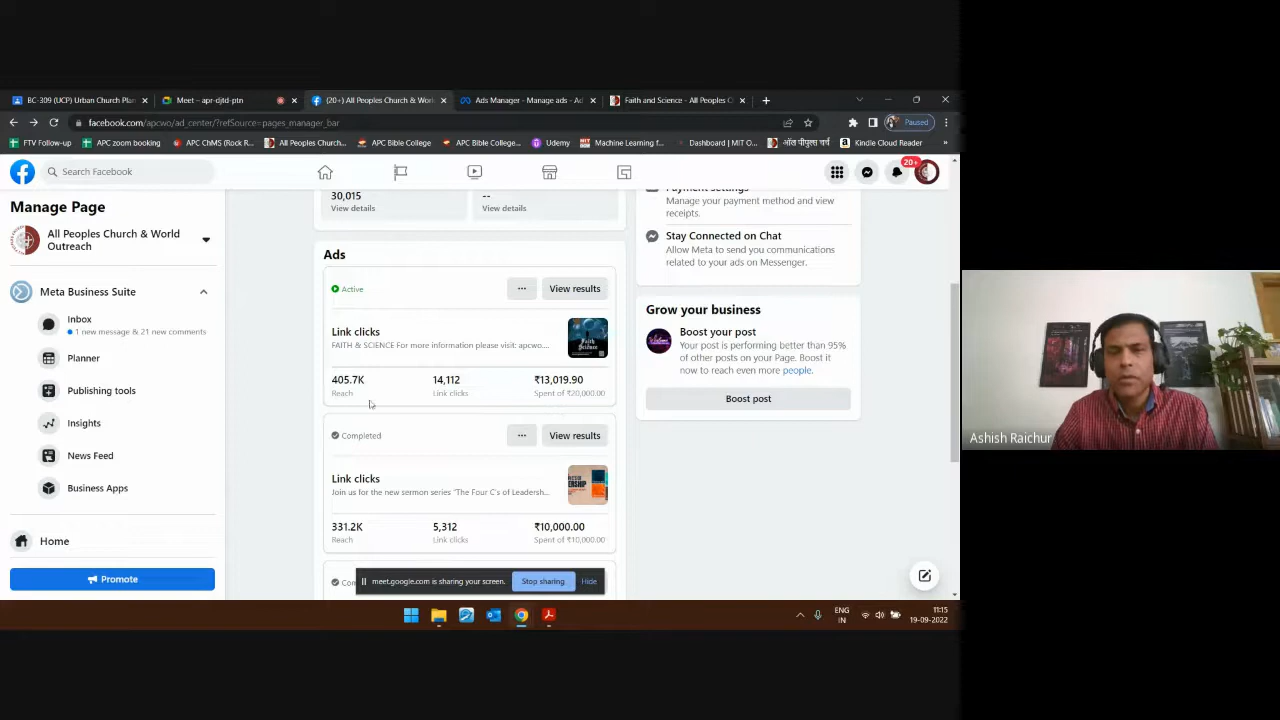 BC-309 (UCP) Urban Church Plan
Meet – apr-djtd-ptn
(20+) All Peoples Church & Worl
Ads Manager - Manage ads - Ad
Faith and Science - All Peoples C
facebook.com/apcwo/ad_center/?refSource=pages_manager_bar
Paused
FTV Follow-up
APC zoom booking
APC ChMS (Rock R...
All Peoples Church...
APC Bible College
APC Bible College...
Udemy
Machine Learning f...
Dashboard | MIT O...
ऑल पीपुल्स चर्च
Kindle Cloud Reader
Search Facebook
20+
Manage Page
All Peoples Church & World
Outreach
Meta Business Suite
Inbox
1 new message & 21 new comments
Planner
Publishing tools
Insights
News Feed
Business Apps
Home
Promote
30,015
View details
--
View details
Ads
Active
...
View results
Link clicks
FAITH & SCIENCE For more information please visit: apcwo....
Faith
Science
405.7K
14,112
₹13,019.90
Reach
Link clicks
Spent of ₹20,000.00
Completed
...
View results
Link clicks
Join us for the new sermon series "The Four C's of Leadersh...
331.2K
5,312
₹10,000.00
Reach
Link clicks
Spent of ₹10,000.00
Com
meet.google.com is sharing your screen.
Stop sharing
Hide
Payment settings
Manage your payment method and view
receipts.
Stay Connected on Chat
Allow Meta to send you communications
related to your ads on Messenger.
Grow your business
Boost your post
Your post is performing better than 95%
of other posts on your Page. Boost it
now to reach even more people.
Boost post
ENG
IN
11:15
19-09-2022
Ashish Raichur